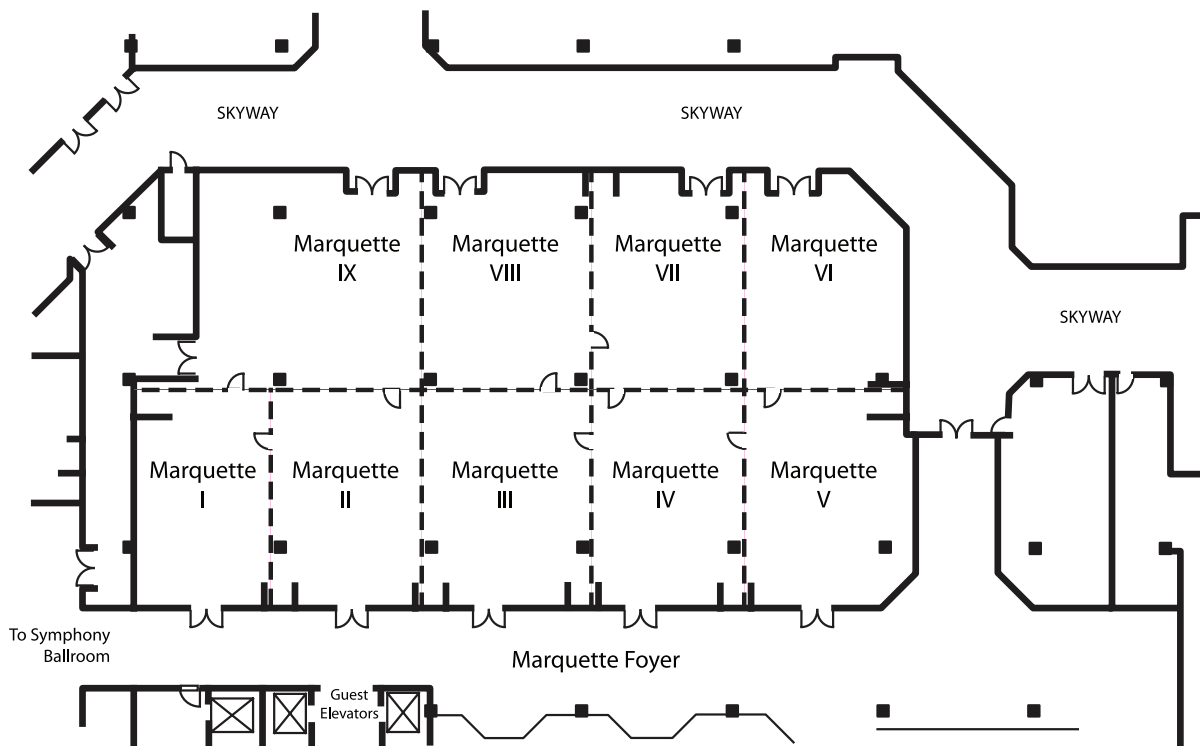 SKYWAY
SKYWAY
Marquette
IX
Marquette
VIII
Marquette
VII
Marquette
VI
SKYWAY
Marquette
I
Marquette
II
Marquette
III
Marquette
IV
Marquette
V
To Symphony
Ballroom
Marquette Foyer
Guest
Elevators